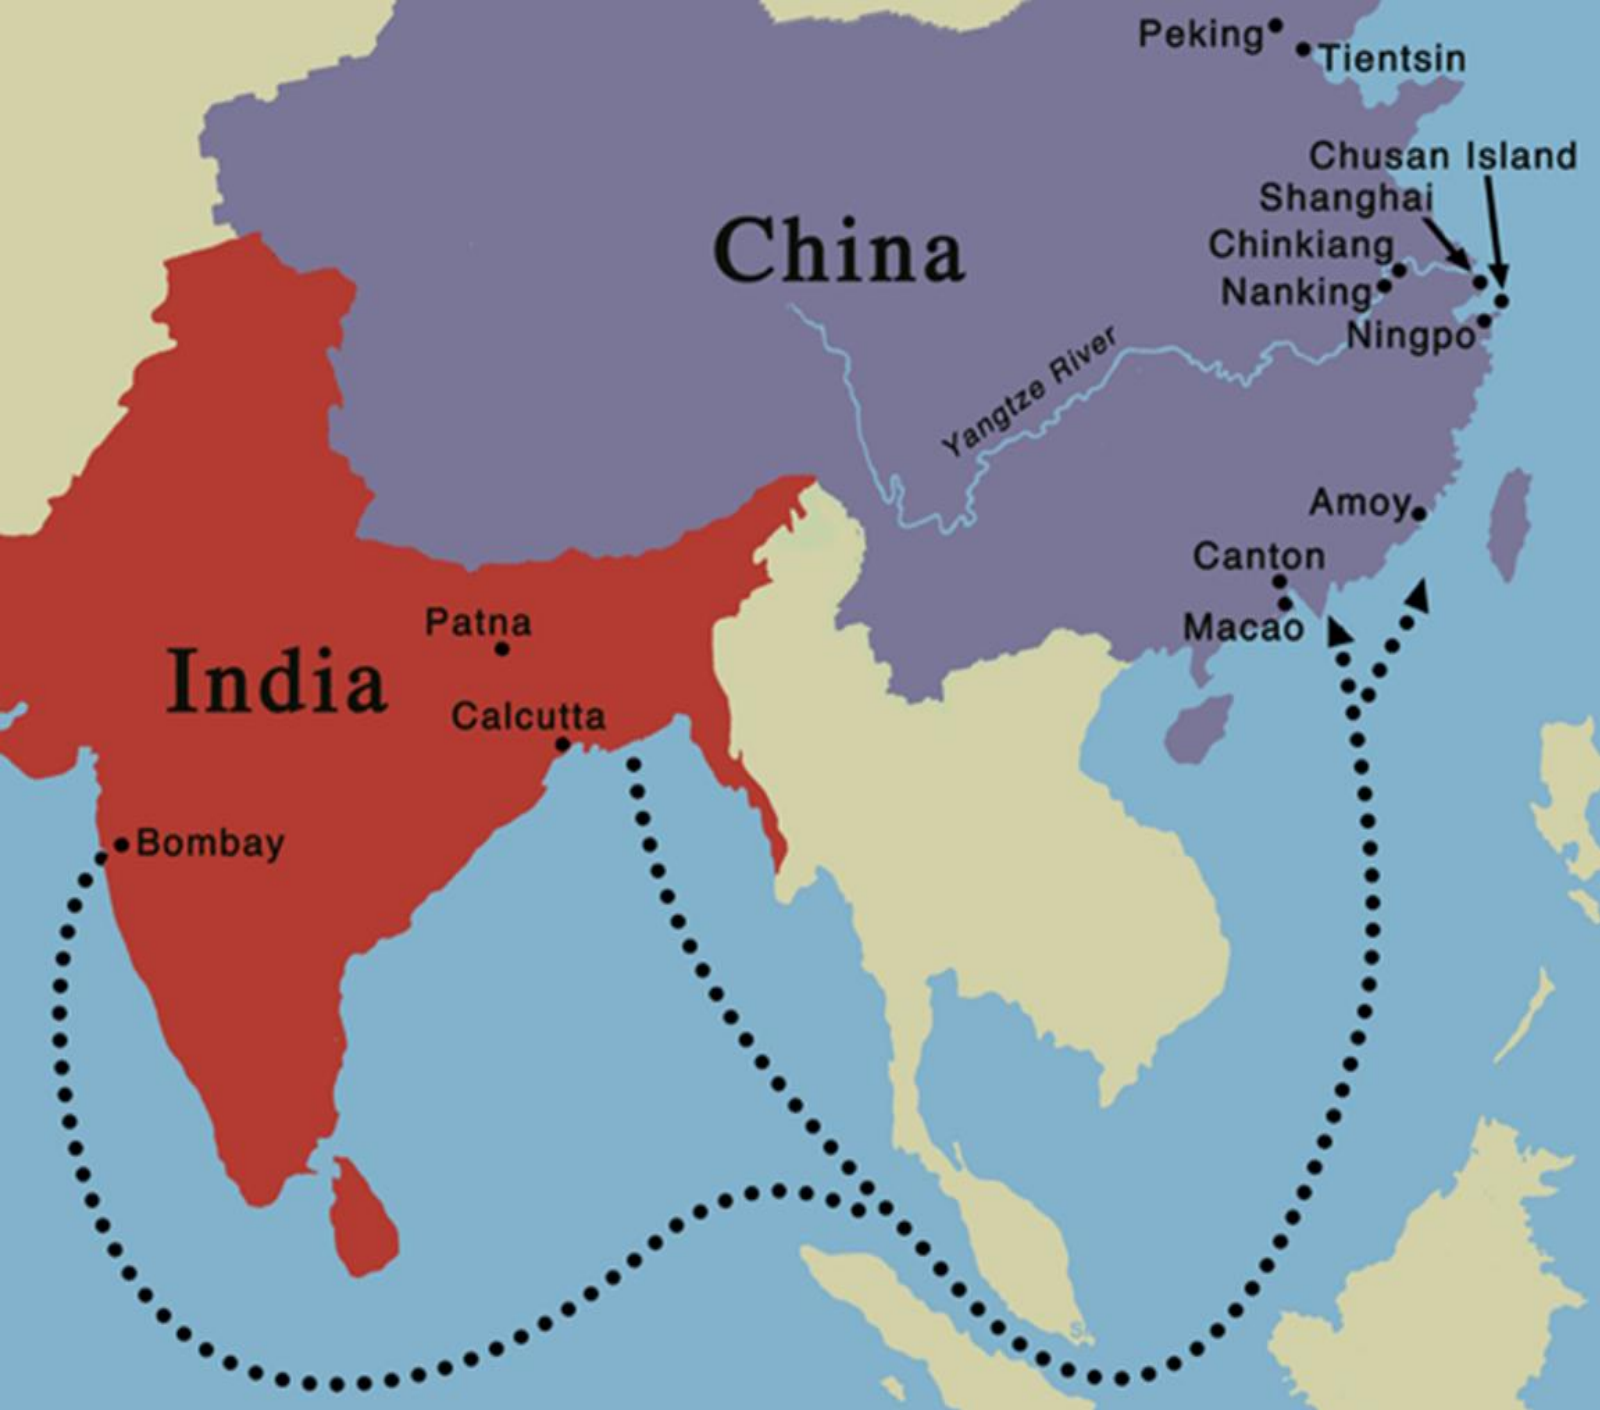 Peking
Tientsin
Chusan Island
Shanghai
China
Chinkiang
Nanking
Ningpo
Yangtze River
Amoy
Canton
Patna
Macao
India
Calcutta
Bombay